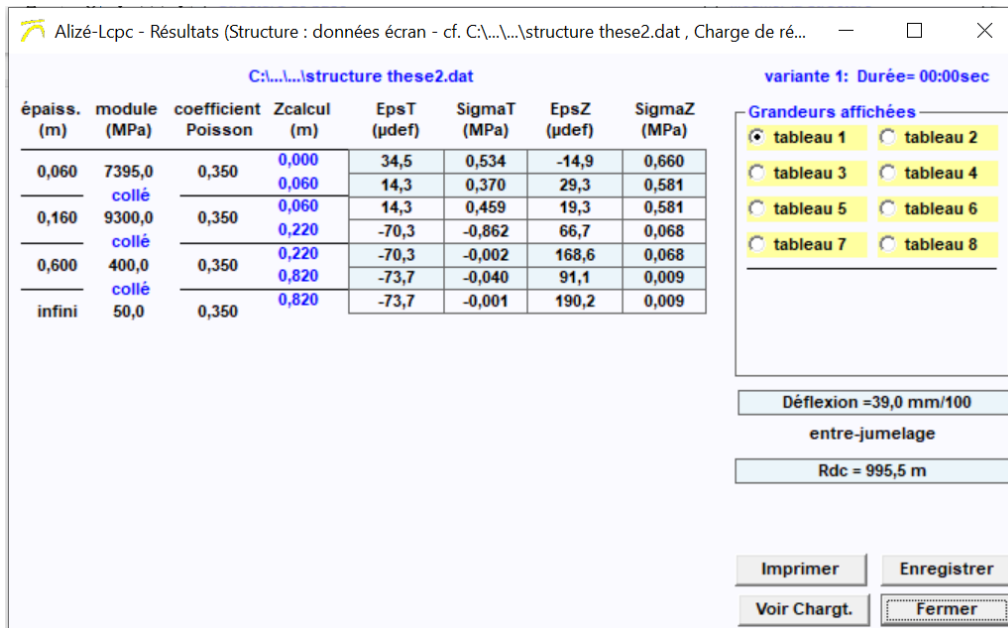 Alizé-Lcpc - Résultats (Structure : données écran - cf. C:\...\...\structure these2.dat , Charge de ré...
C:\...\...\structure these2.dat
variante 1: Durée= 00:00sec
épaiss. module coefficient Zcalcul EpsT SigmaT EpsZ SigmaZ
(m) (MPa) Poisson (m) (µdef) (MPa) (µdef) (MPa)
0,000 34,5 0,534 -14,9 0,660
0,060 7395,0 0,350
0,060 14,3 0,370 29,3 0,581
collé
0,060 14,3 0,459 19,3 0,581
0,160 9300,0 0,350
0,220 -70,3 -0,862 66,7 0,068
collé
0,220 -70,3 -0,002 168,6 0,068
0,600 400,0 0,350
0,820 -73,7 -0,040 91,1 0,009
collé
0,820 -73,7 -0,001 190,2 0,009
infini 50,0 0,350
Grandeurs affichées
tableau 1 tableau 2
tableau 3 tableau 4
tableau 5 tableau 6
tableau 7 tableau 8
Déflexion =39,0 mm/100
entre-jumelage
Rdc = 995,5 m
Imprimer Enregistrer
Voir Chargt. Fermer